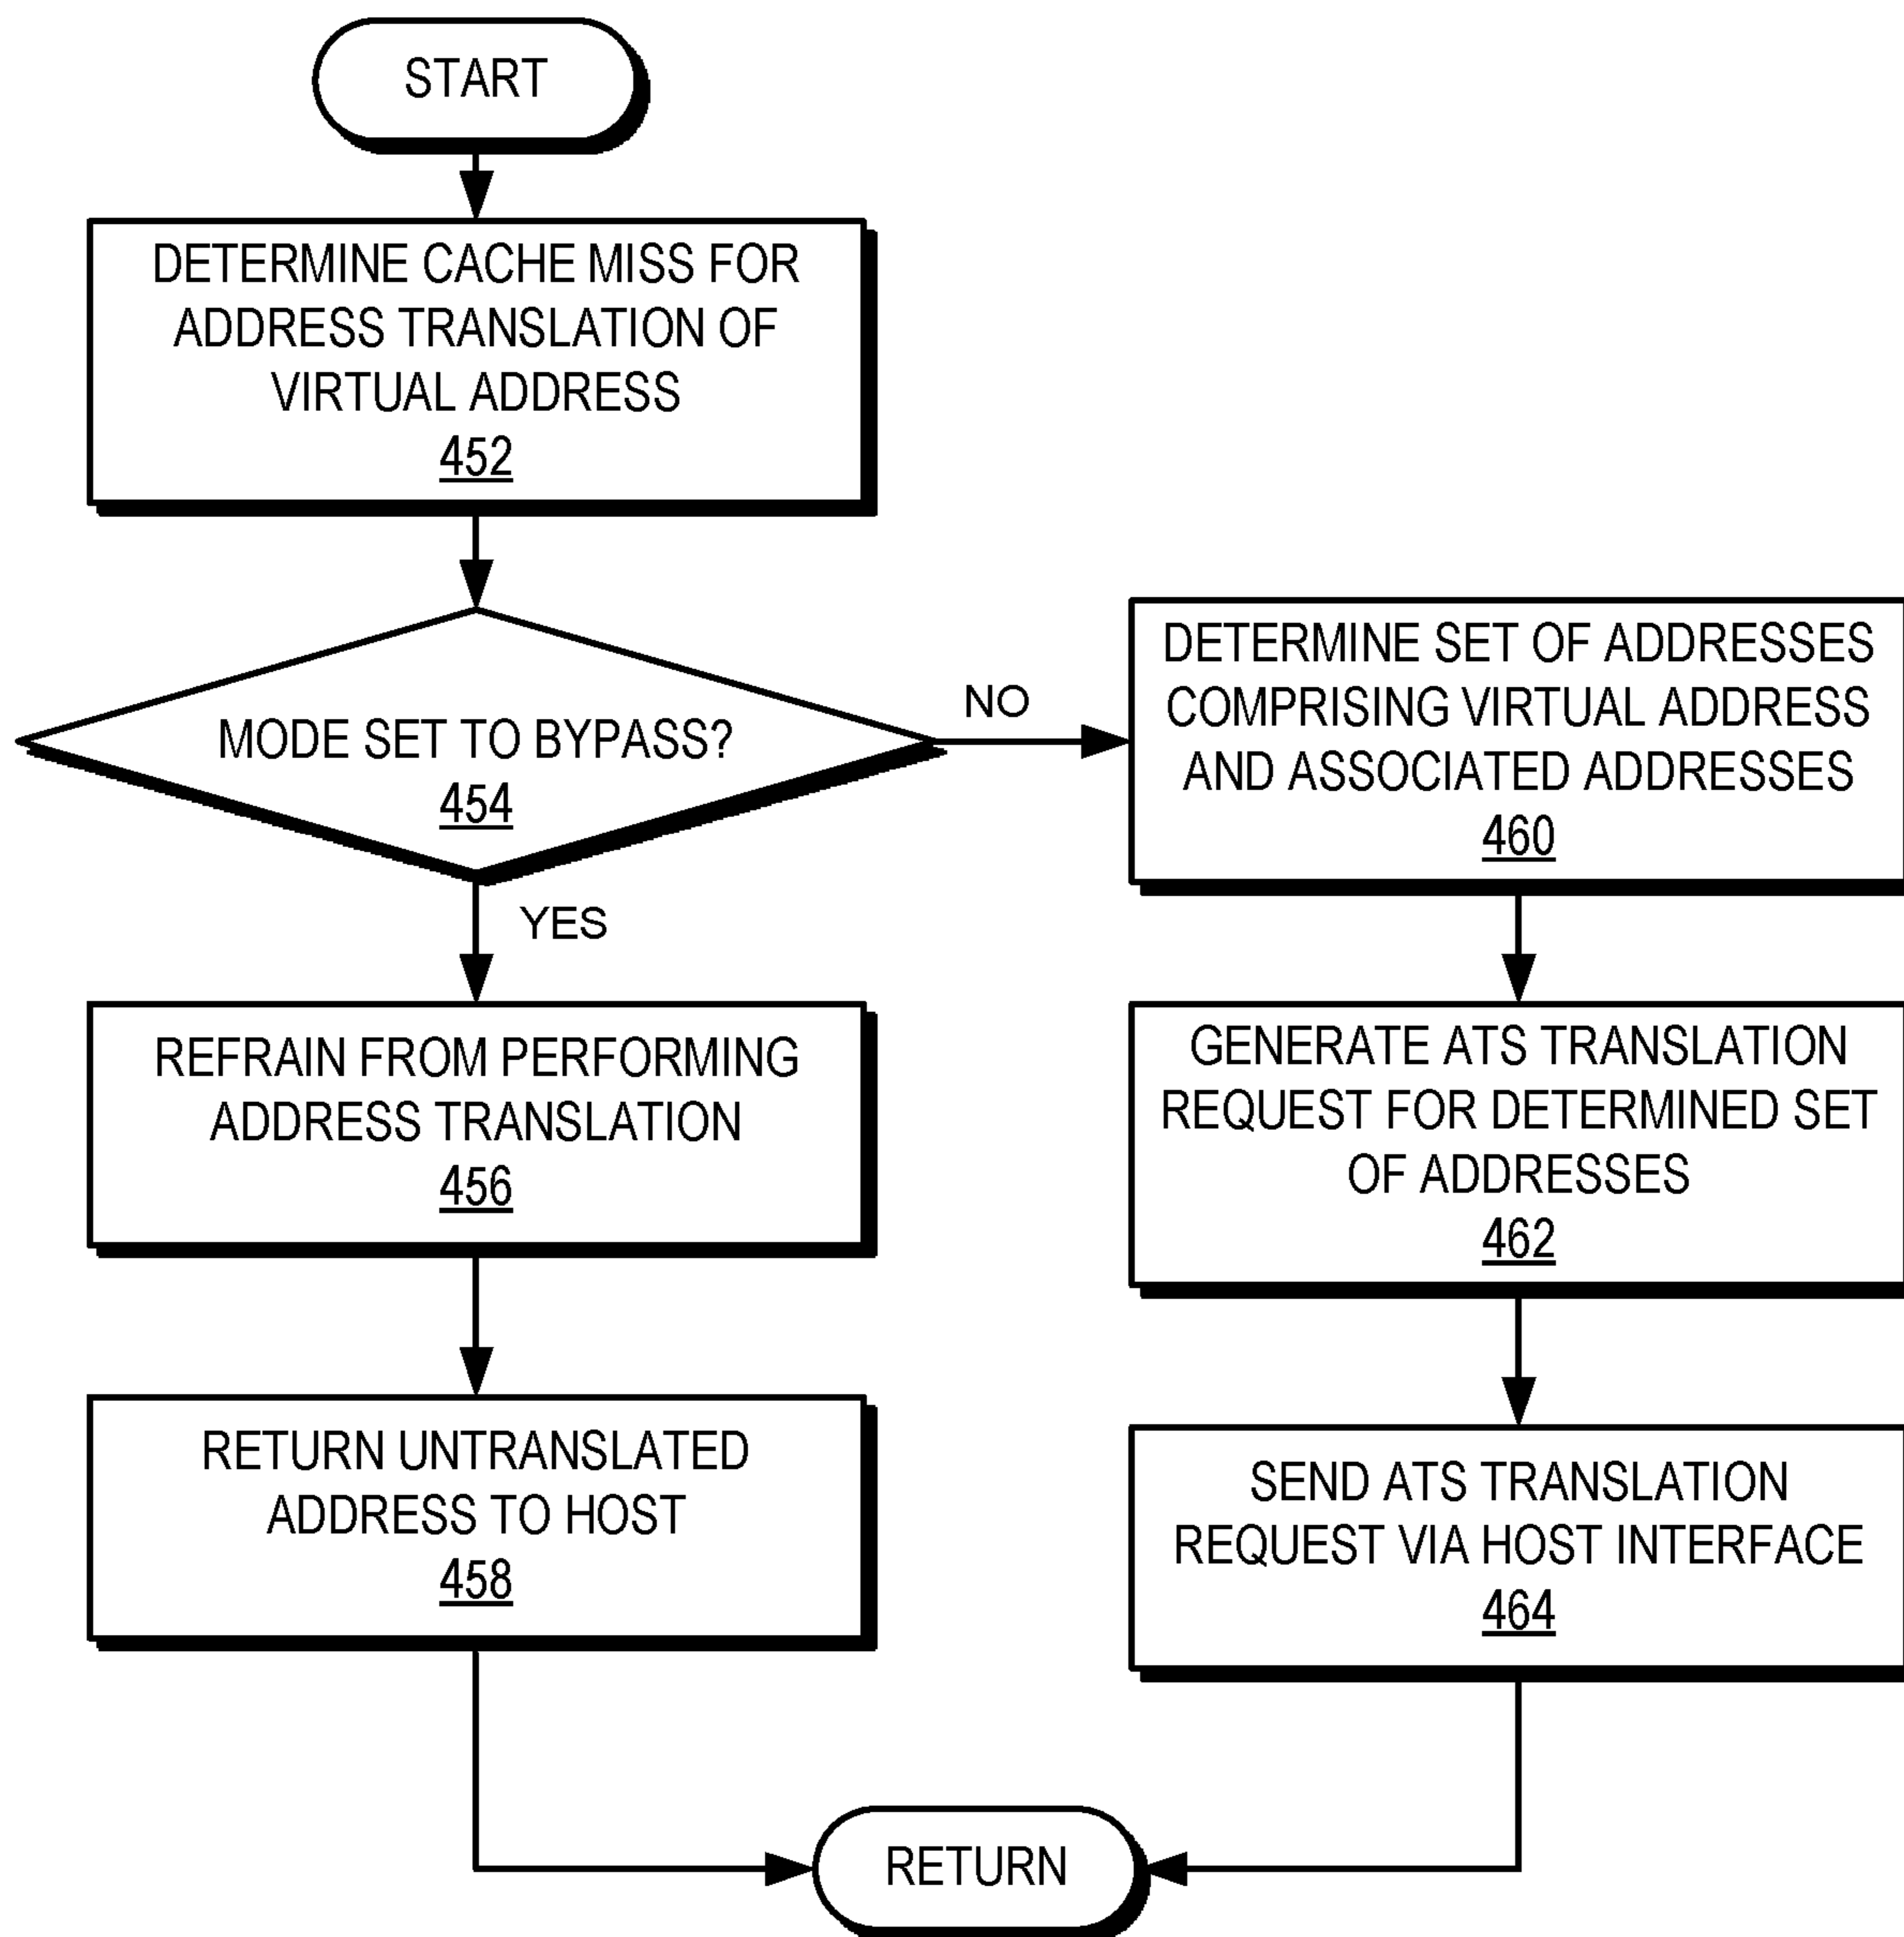 START
DETERMINE CACHE MISS FOR
ADDRESS TRANSLATION OF
VIRTUAL ADDRESS
452
MODE SET TO BYPASS?
454
NO
YES
REFRAIN FROM PERFORMING
ADDRESS TRANSLATION
456
RETURN UNTRANSLATED
ADDRESS TO HOST
458
DETERMINE SET OF ADDRESSES
COMPRISING VIRTUAL ADDRESS
AND ASSOCIATED ADDRESSES
460
GENERATE ATS TRANSLATION
REQUEST FOR DETERMINED SET
OF ADDRESSES
462
SEND ATS TRANSLATION
REQUEST VIA HOST INTERFACE
464
RETURN